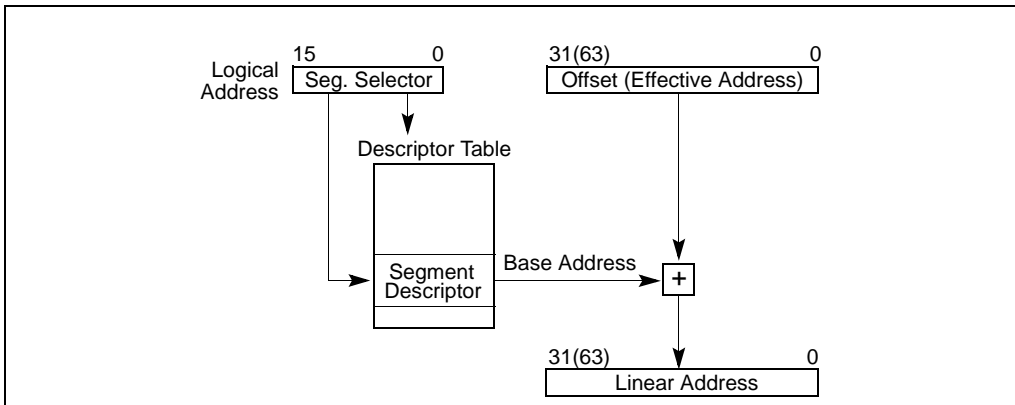 15 0
31(63) 0
Logical
Address
Seg. Selector
Offset (Effective Address)
Descriptor Table
Base Address
Segment
Descriptor
+
31(63) 0
Linear Address